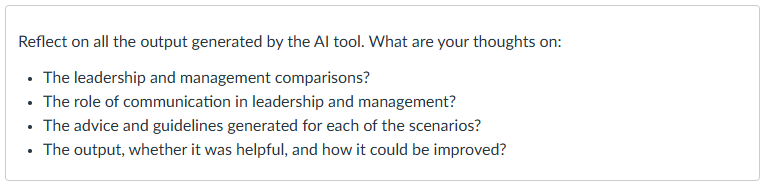 Reflect on all the output generated by the AI tool. What are your thoughts on:
• The leadership and management comparisons?
• The role of communication in leadership and management?
• The advice and guidelines generated for each of the scenarios?
• The output, whether it was helpful, and how it could be improved?